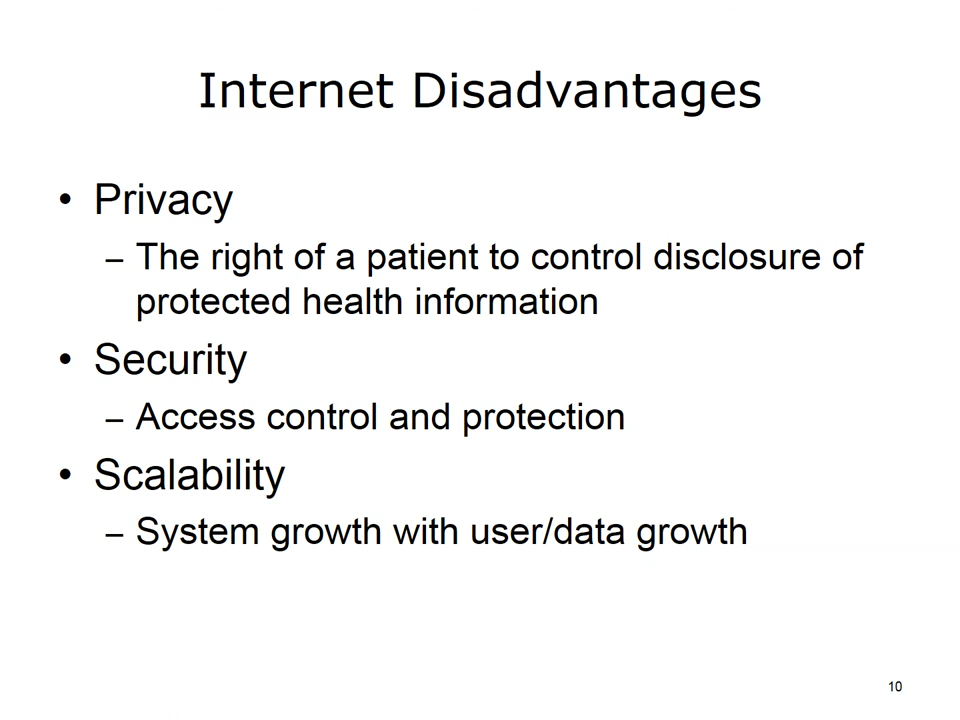 Internet Disadvantages
• Privacy
– The right of a patient to control disclosure of
protected health information
• Security
– Access control and protection
• Scalability
– System growth with user/data growth
10